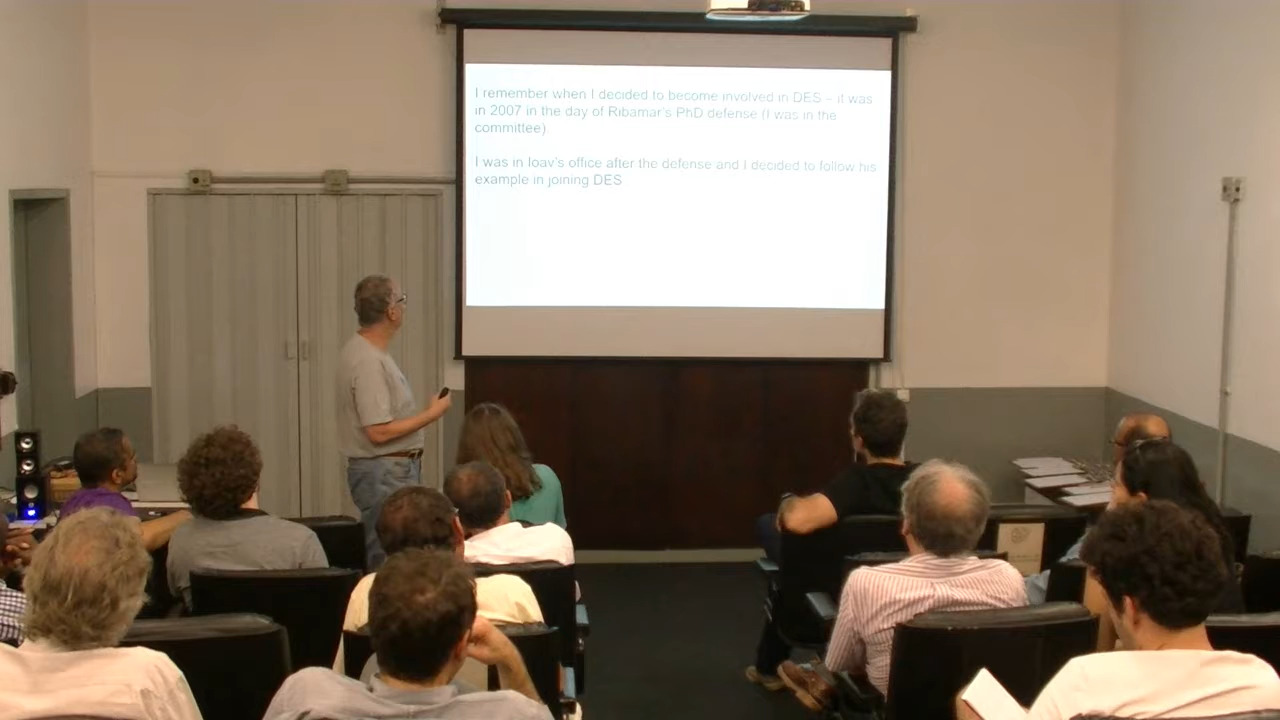 I remember when I decided to become involved in DES – it was
in 2007 in the day of Ribamar's PhD defense (I was in the
committee)
I was in Ioav's office after the defense and I decided to follow his
example in joining DES